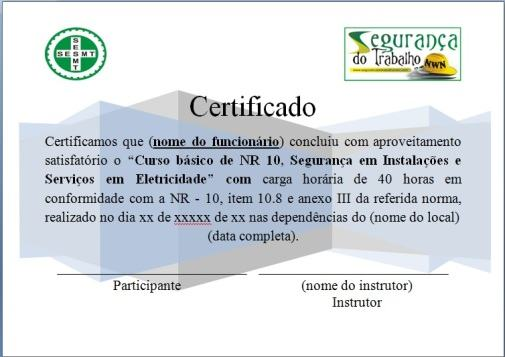 SESMT
SESMT
Segurança
do Trabalho
NWN
Certificado
Certificamos que (nome do funcionário) concluiu com aproveitamento
satisfatório o “Curso básico de NR 10, Segurança em Instalações e
Serviços em Eletricidade” com carga horária de 40 horas em
conformidade com a NR - 10, item 10.8 e anexo III da referida norma,
realizado no dia xx de xxxxx de xx nas dependências do (nome do local)
(data completa).
Participante
(nome do instrutor)
Instrutor